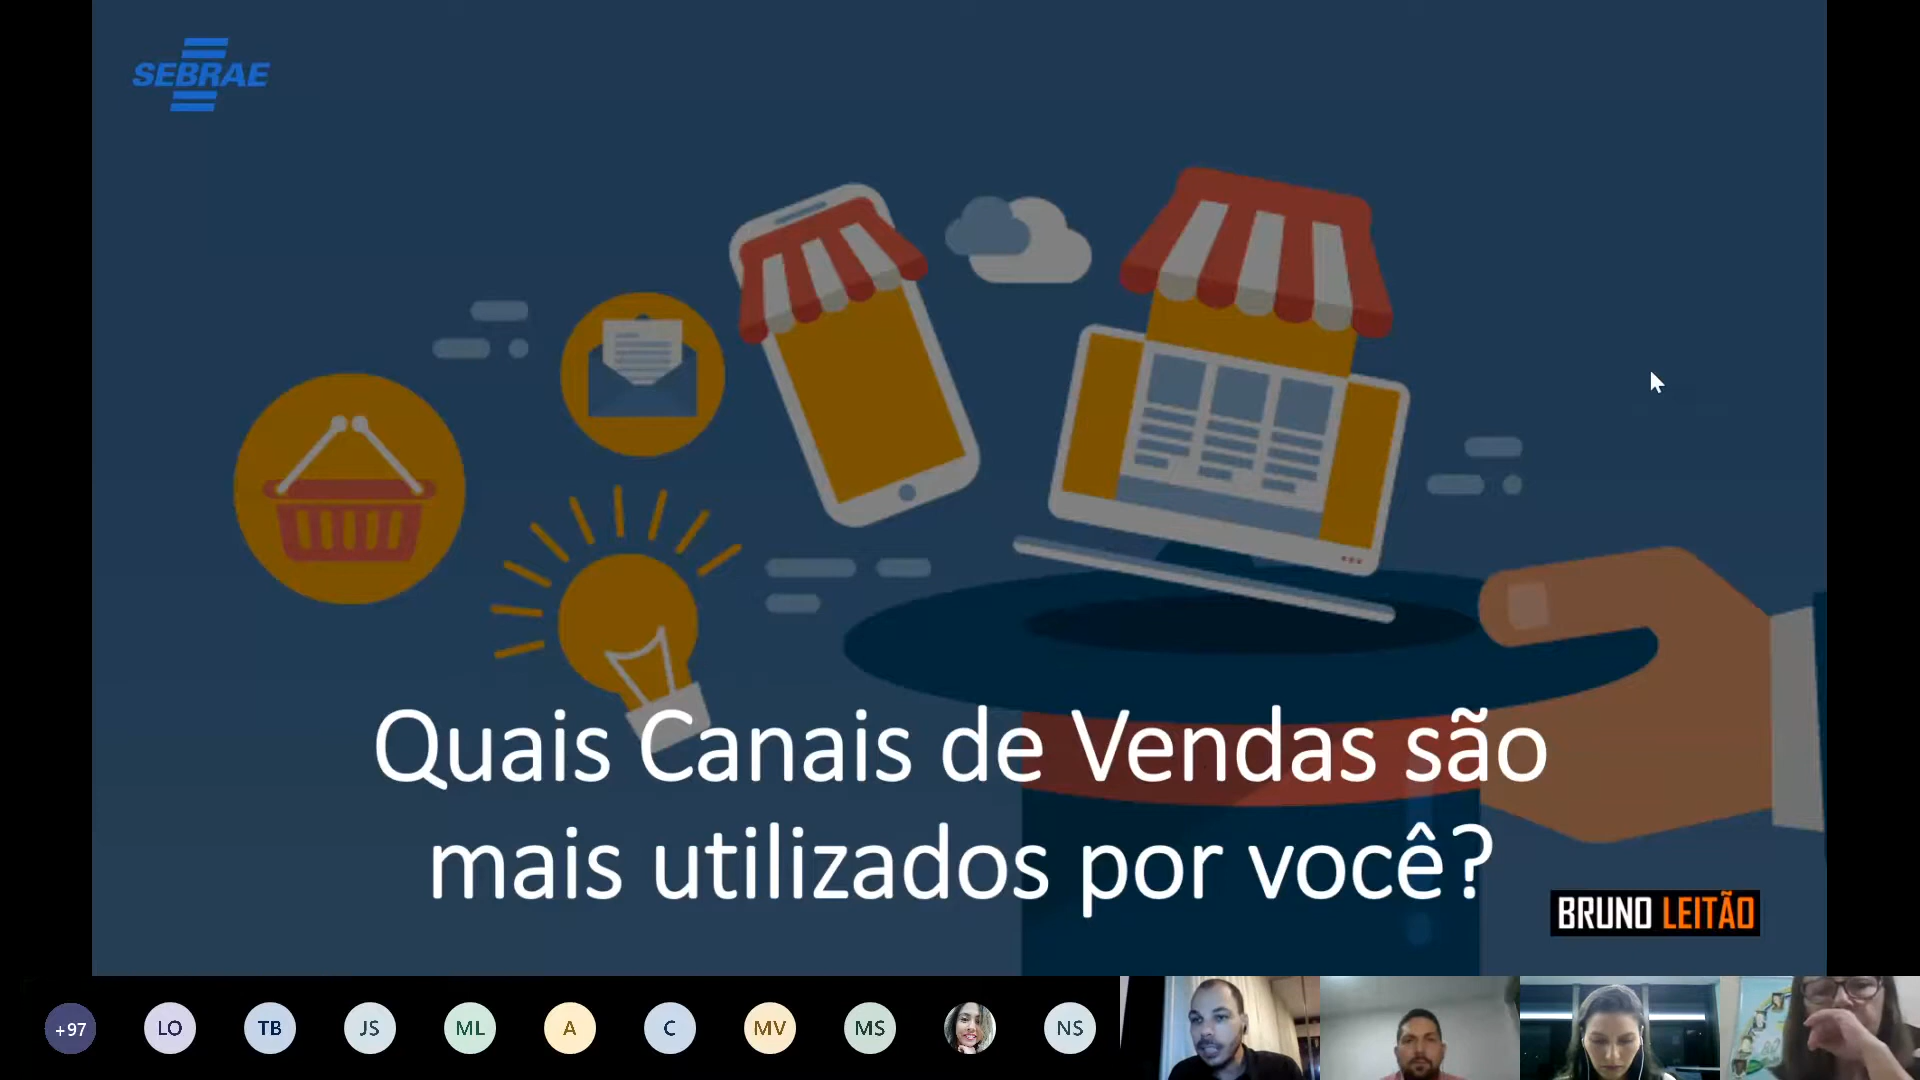 SEBRAE
Quais Canais de Vendas são
mais utilizados por você?
BRUNO LEITÃO
+97
LO
TB
JS
ML
A
C
MV
MS
NS